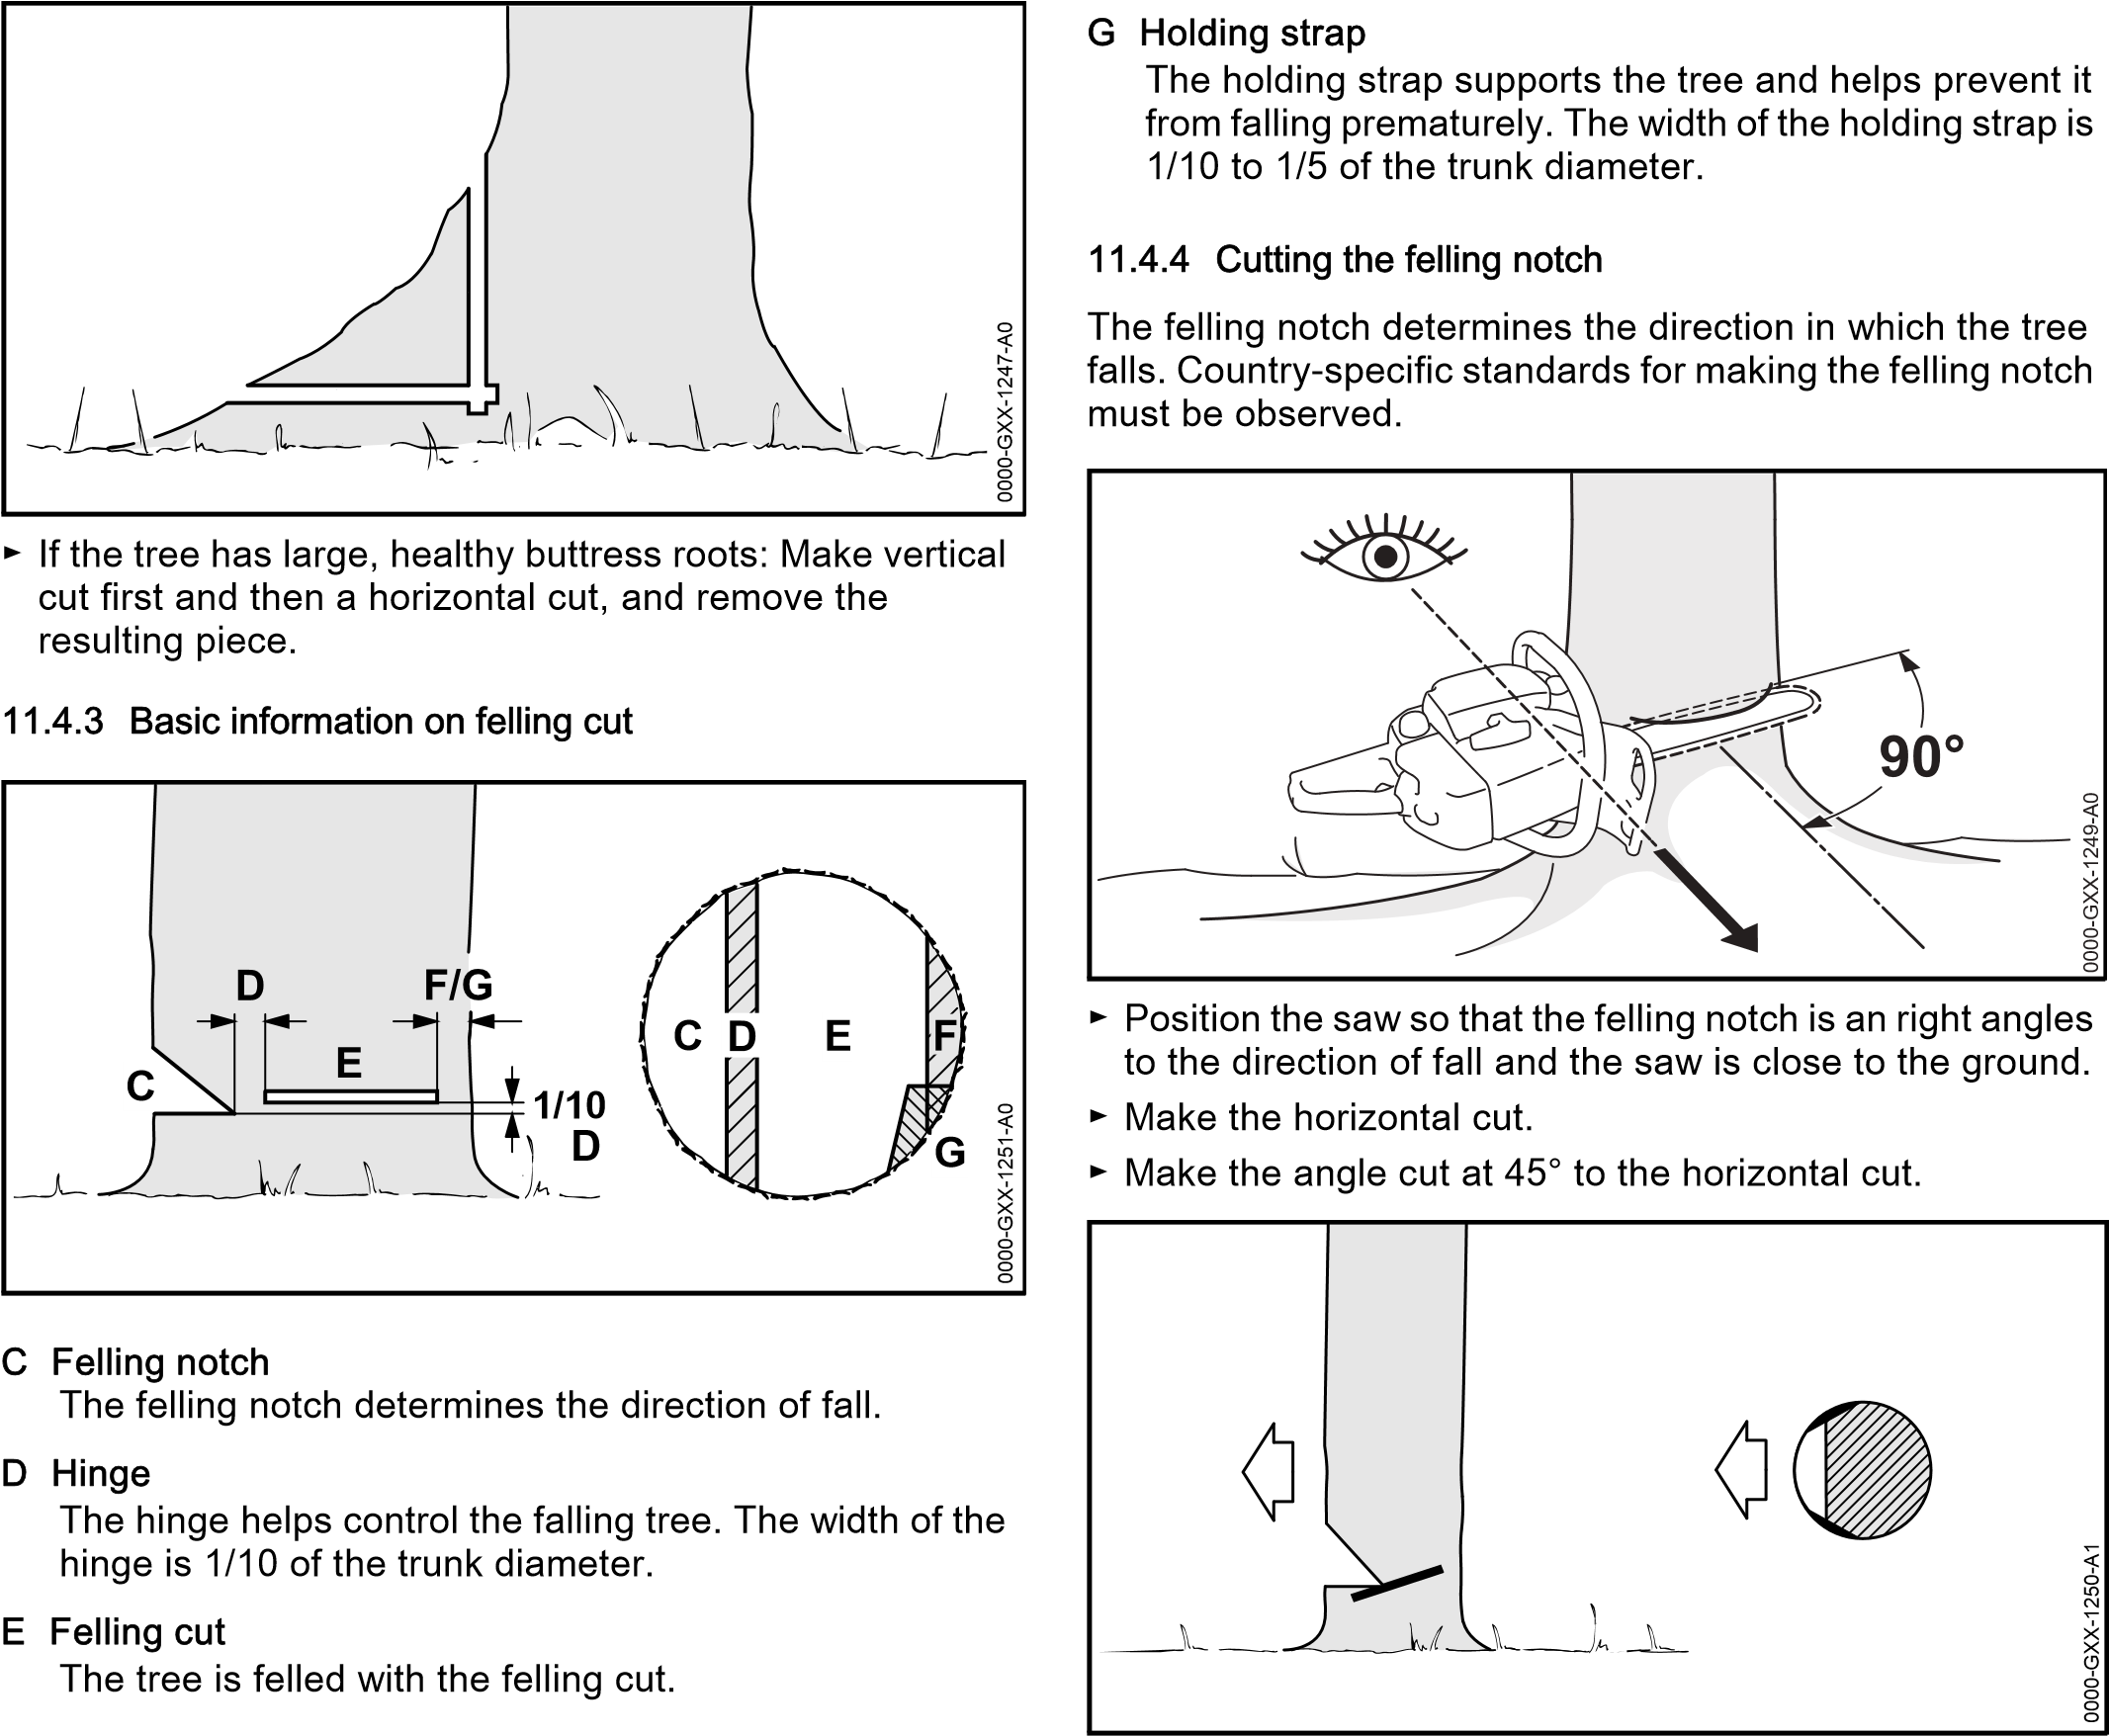 0000-GXX-1247-A0
► If the tree has large, healthy buttress roots: Make vertical
cut first and then a horizontal cut, and remove the
resulting piece.
11.4.3 Basic information on felling cut
D
F/G
E
C
1/10
D
C
D
E
F
G
0000-GXX-1251-A0
C Felling notch
The felling notch determines the direction of fall.
D Hinge
The hinge helps control the falling tree. The width of the
hinge is 1/10 of the trunk diameter.
E Felling cut
The tree is felled with the felling cut.
G Holding strap
The holding strap supports the tree and helps prevent it
from falling prematurely. The width of the holding strap is
1/10 to 1/5 of the trunk diameter.
11.4.4 Cutting the felling notch
The felling notch determines the direction in which the tree
falls. Country-specific standards for making the felling notch
must be observed.
90°
0000-GXX-1249-A0
► Position the saw so that the felling notch is an right angles
to the direction of fall and the saw is close to the ground.
► Make the horizontal cut.
► Make the angle cut at 45° to the horizontal cut.
0000-GXX-1250-A1